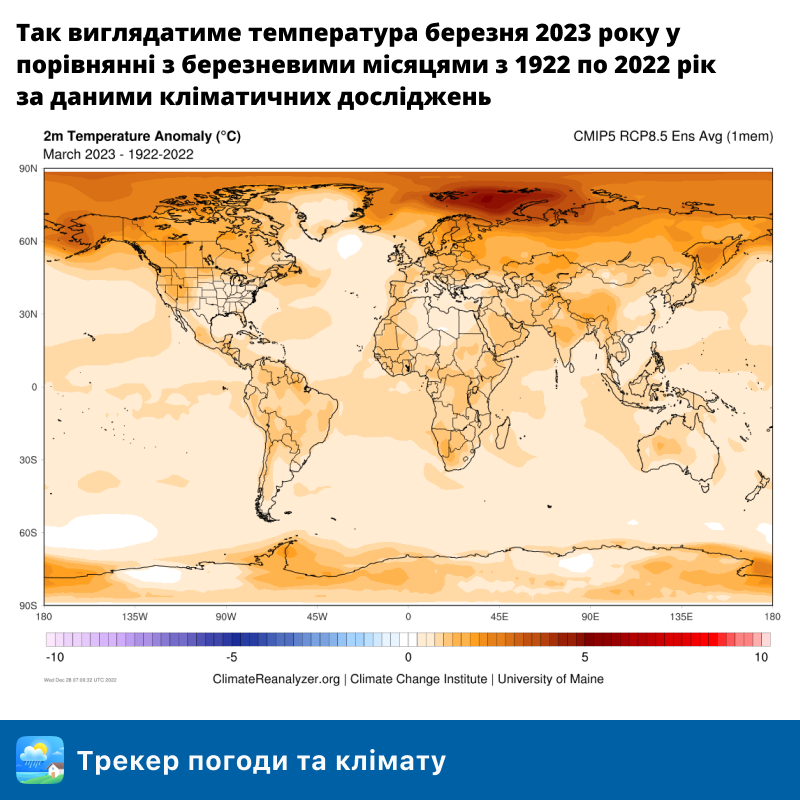 Так виглядатиме температура березня 2023 року у
порівнянні з березневими місяцями з 1922 по 2022 рік
за даними кліматичних досліджень
2m Temperature Anomaly (°C)
CMIP5 RCP8.5 Ens Avg (1mem)
March 2023 - 1922-2022
90N
60N
30N
0
30S
60S
90S
180 135W 90W 45W 0 45E 90E 135E 180
-10 -5 0 5 10
Wed Dec 28 07:00:32 UTC 2022
ClimateReanalyzer.org | Climate Change Institute | University of Maine
Трекер погоди та клімату